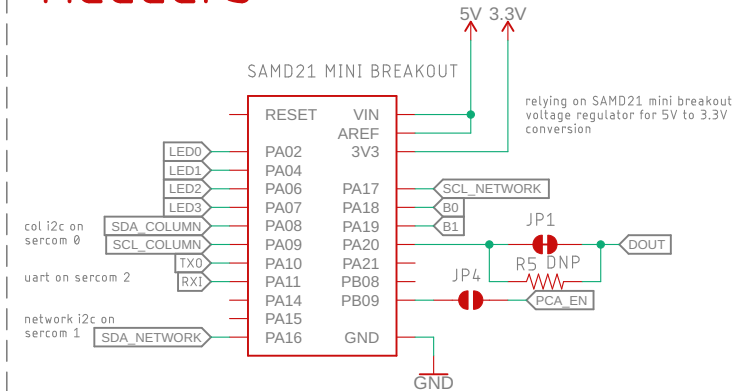 5V 3.3V
SAMD21 MINI BREAKOUT
relying on SAMD21 mini breakout
voltage regulator for 5V to 3.3V
conversion
RESET VIN
AREF
3V3
LED0 PA02
LED1 PA04
LED2 PA06 PA17 SCL_NETWORK
LED3 PA07 PA18 B0
col i2c on
sercom 0
SDA_COLUMN PA08 PA19 B1
SCL_COLUMN PA09 PA20 JP1 DOUT
TX0 PA10 PA21 R5 DNP
uart on sercom 2
RXI PA11 PB08
PA14 PB09 JP4 PCA_EN
network i2c on
sercom 1
PA15
SDA_NETWORK PA16 GND
GND